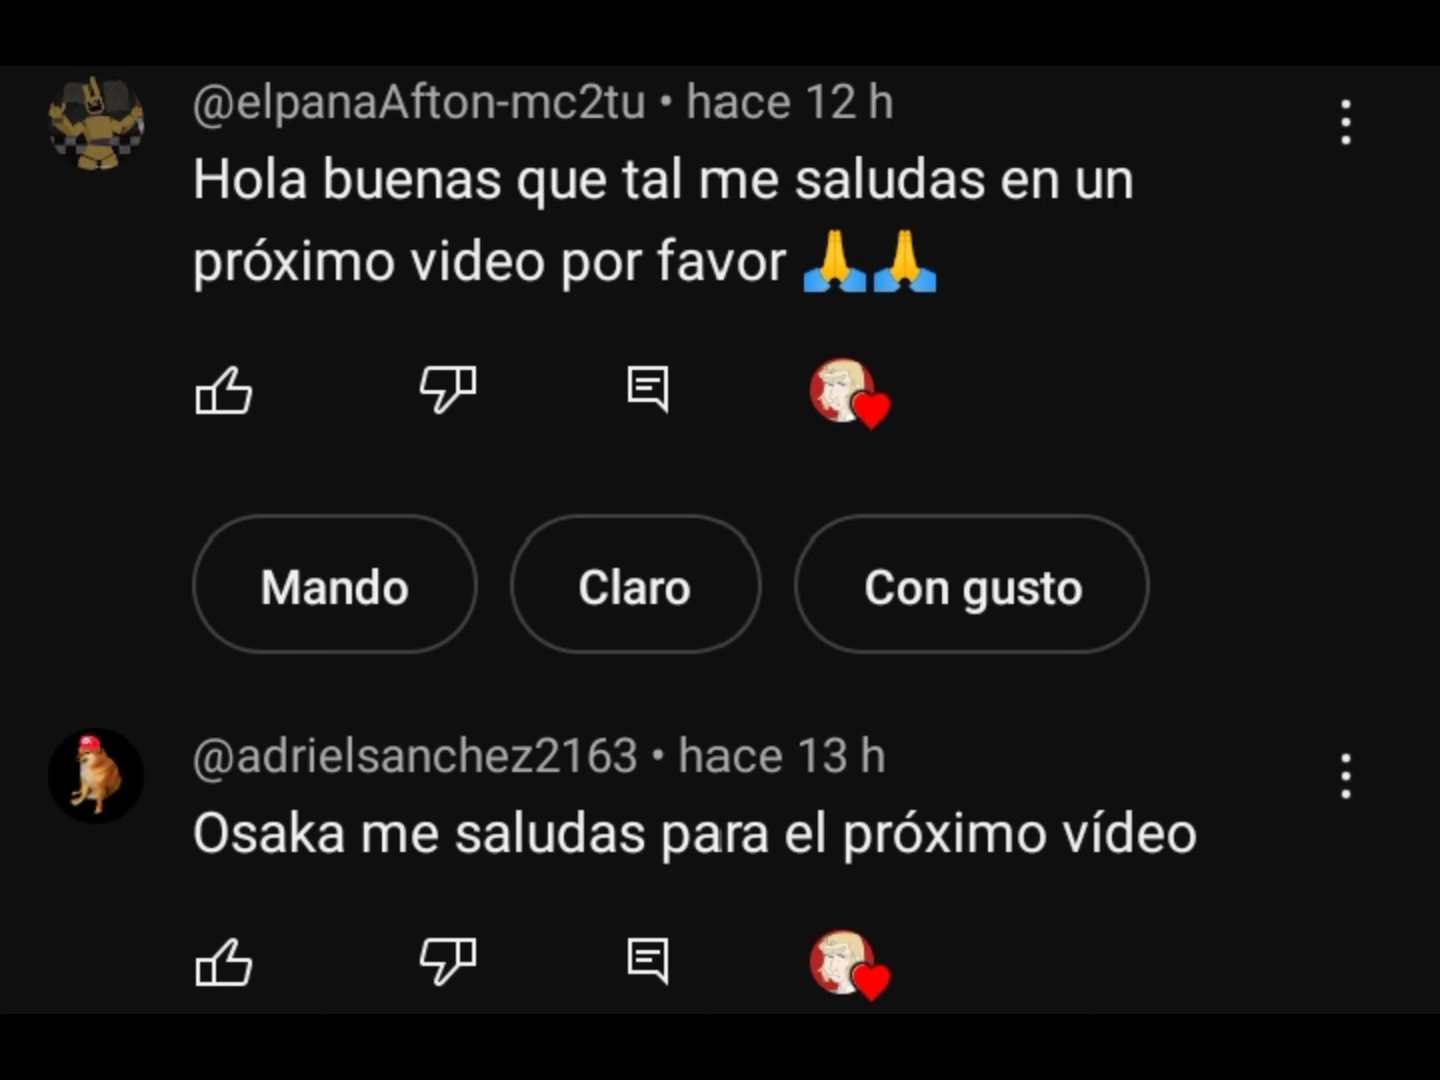 @elpanaAfton-mc2tu • hace 12 h
Hola buenas que tal me saludas en un
próximo video por favor 🙏🙏
Mando
Claro
Con gusto
@adrielsanchez2163 • hace 13 h
Osaka me saludas para el próximo vídeo